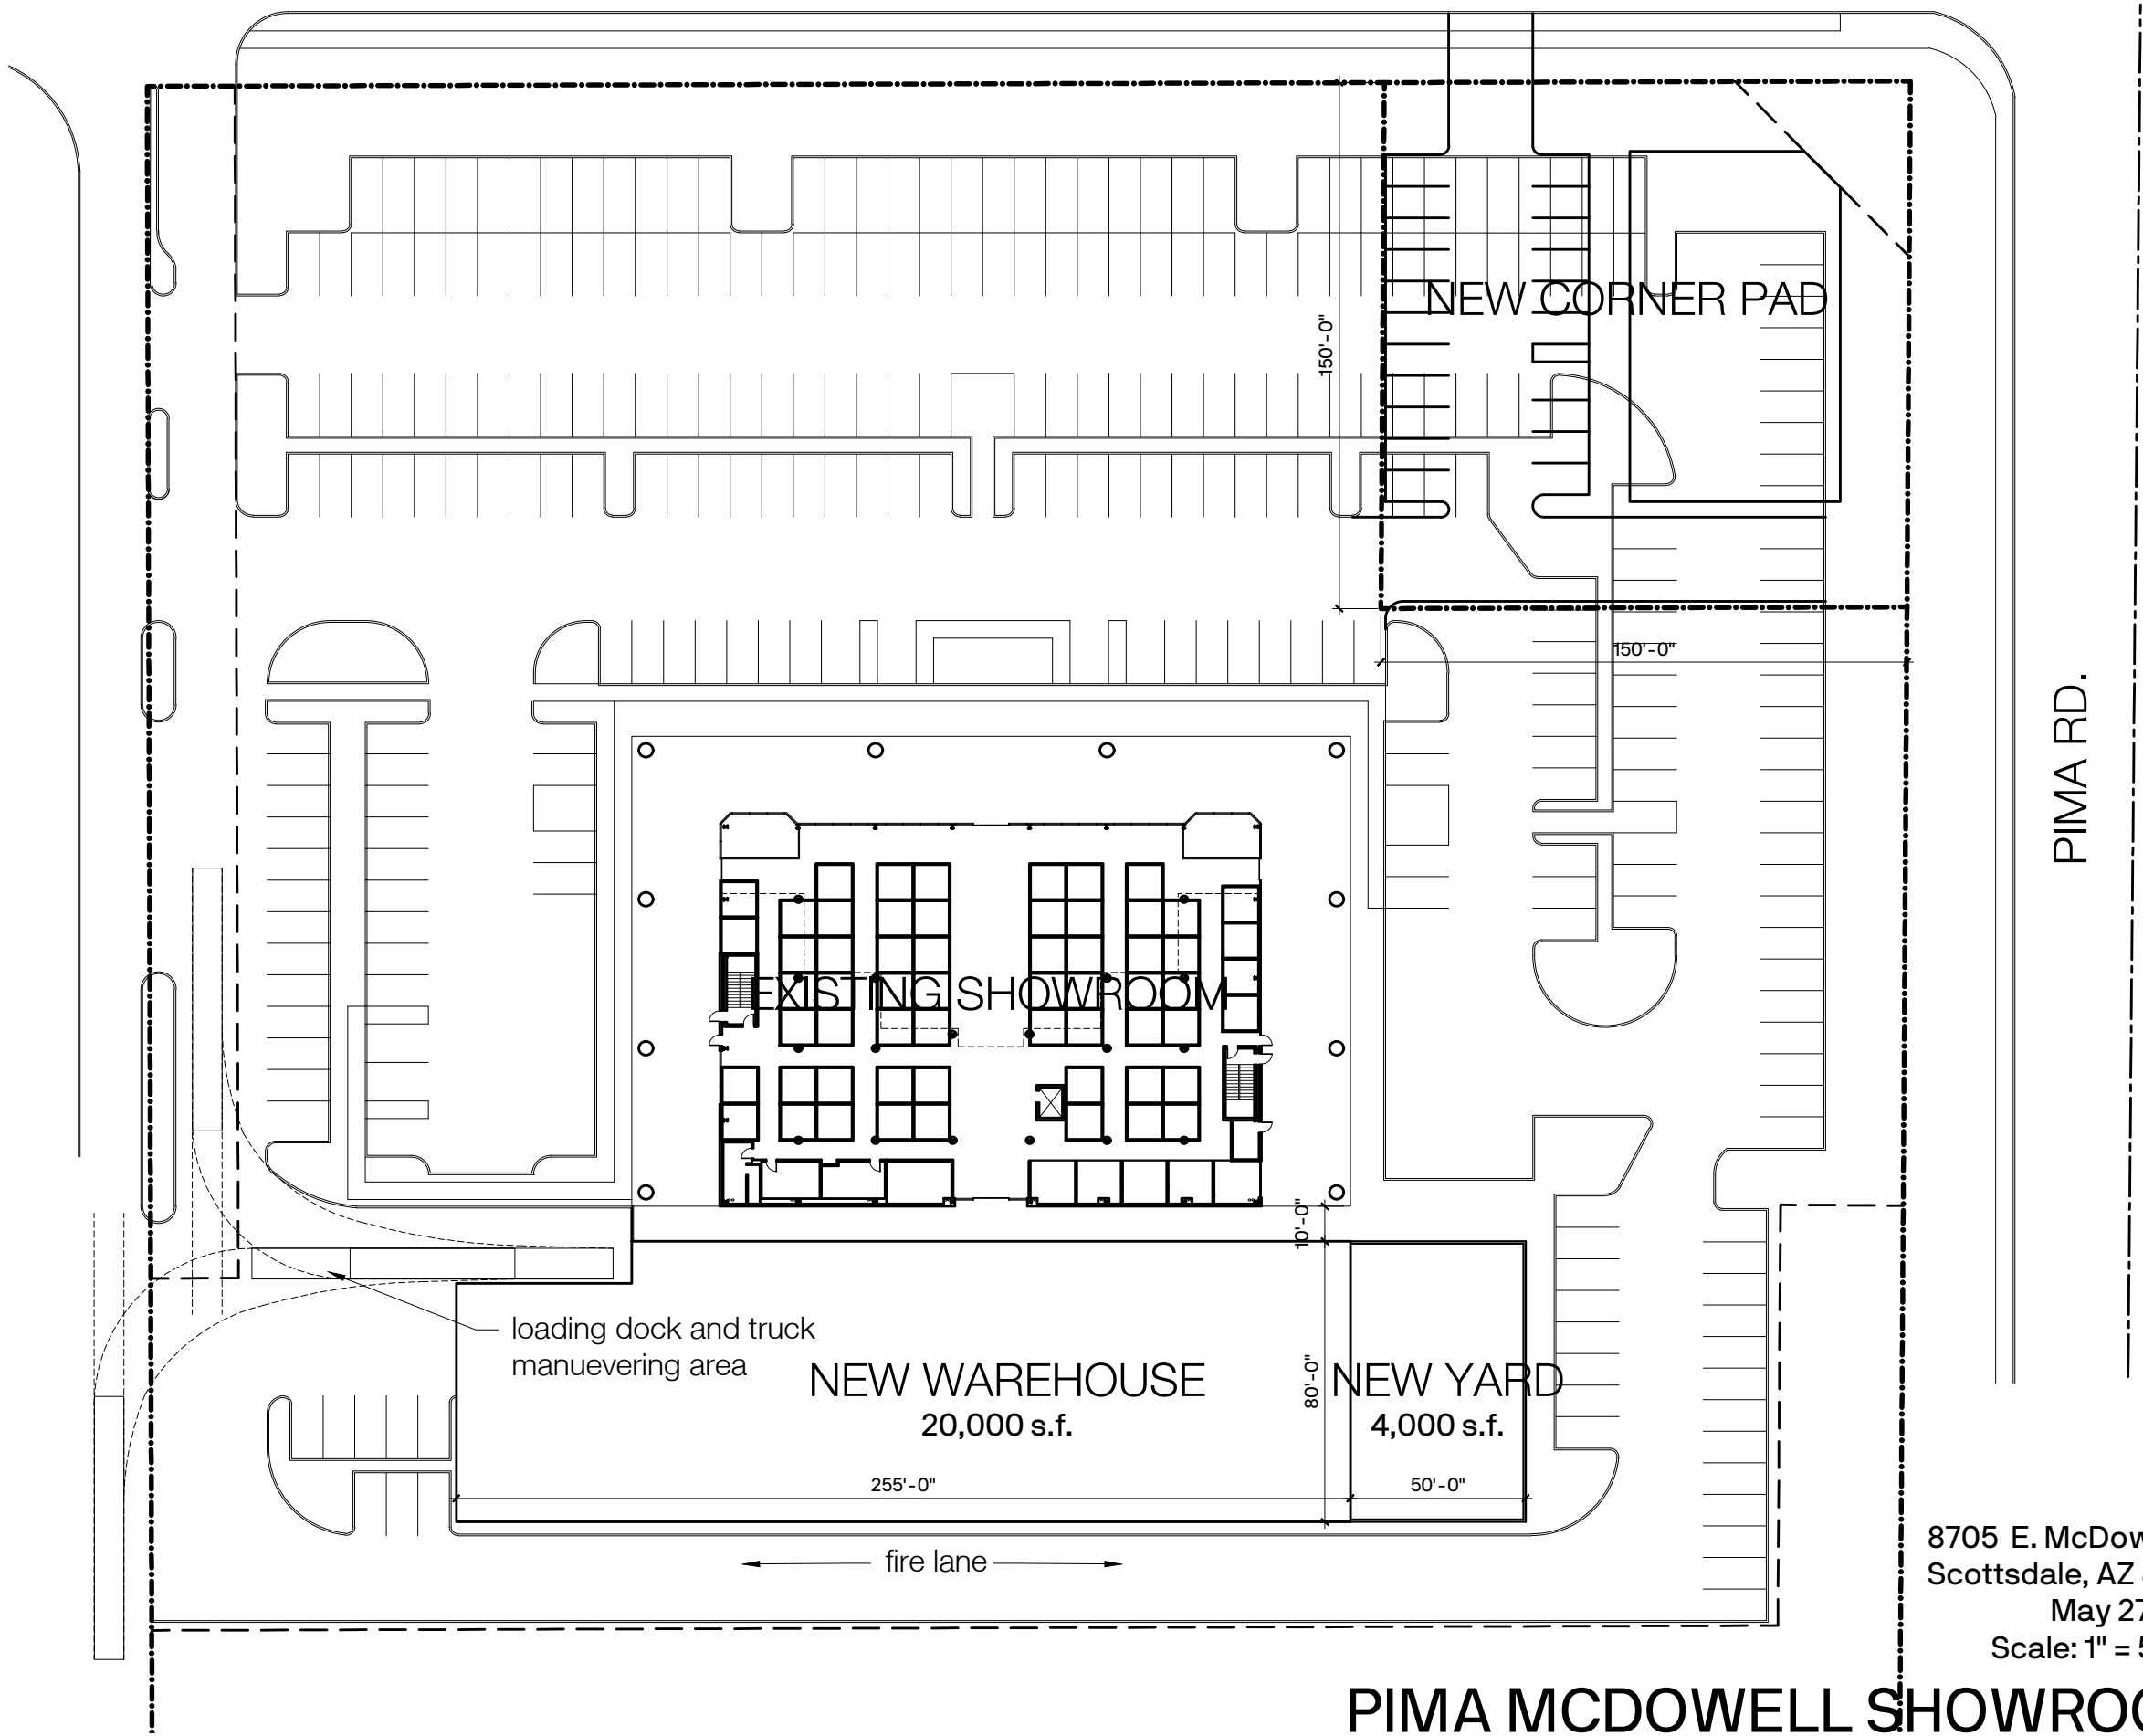 NEW CORNER PAD
150'-0"
150'-0"
PIMA RD.
EXISTING SHOWROOM
10'-0"
loading dock and truck
manuevering area
NEW WAREHOUSE
20,000 s.f.
80'-0"
NEW YARD
4,000 s.f.
255'-0"
50'-0"
fire lane
8705 E. McDow
Scottsdale, AZ
May 27
Scale: 1" = 5
PIMA MCDOWELL SHOWROO